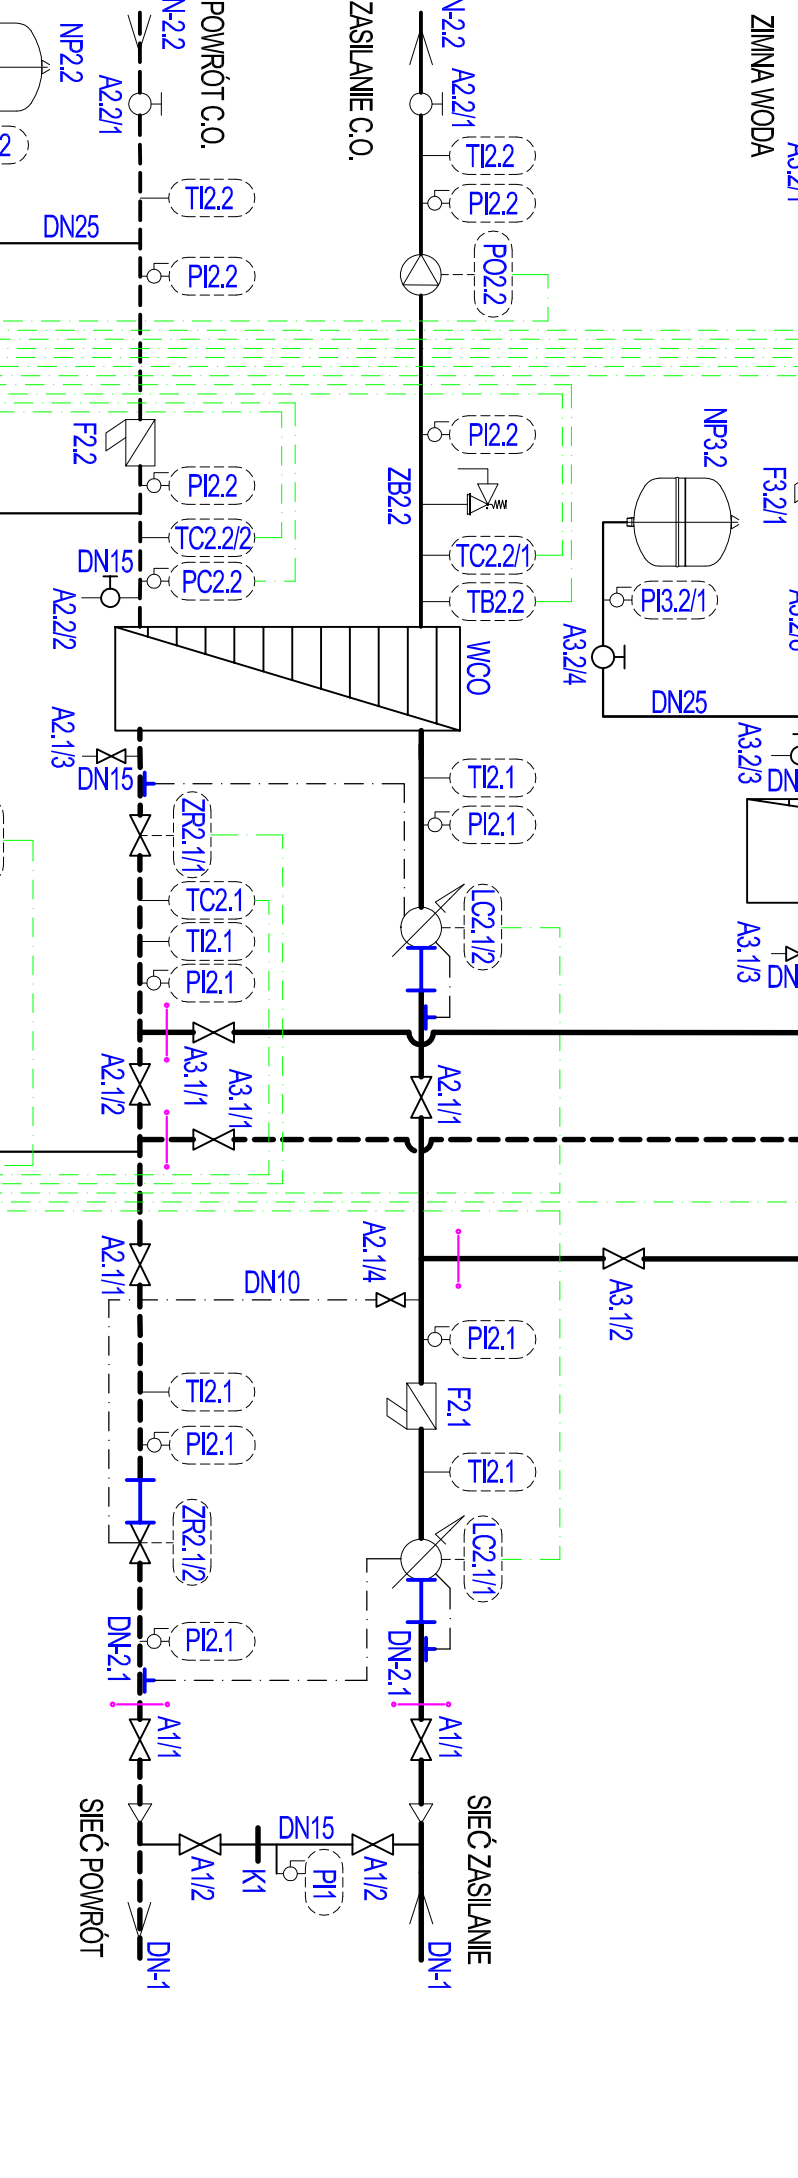 N-2.2
POWRÓT C.O.
ZASILANIE C.O.
N-2.2
ZIMNA WODA
NP2.2
A2.2/1
A2.2/1
TI2.2
2
PI2.2
TI2.2
DN25
PI2.2
PO2.2
NP3.2
F2.2
PI2.2
ZB2.2
F3.2/1
PI2.2
TC2.2/2
TC2.2/1
DN15
PC2.2
TB2.2
PI3.2/1
A2.2/2
A3.2/4
WCO
DN25
A2.1/3
DN15
TI2.1
A3.2/3
DN
ZR2.1/1
PI2.1
TC2.1
LC2.1/2
TI2.1
A3.1/3
PI2.1
DN
A2.1/2
A3.1/1
A3.1/1
A2.1/1
A2.1/1
DN10
A2.1/4
A3.1/2
PI2.1
TI2.1
F2.1
PI2.1
TI2.1
ZR2.1/2
LC2.1/1
DN-2.1
PI2.1
DN-2.1
A1/1
A1/1
SIEĆ POWRÓT
A1/2
K1
DN15
PI1
A1/2
SIEĆ ZASILANIE
DN-1
DN-1